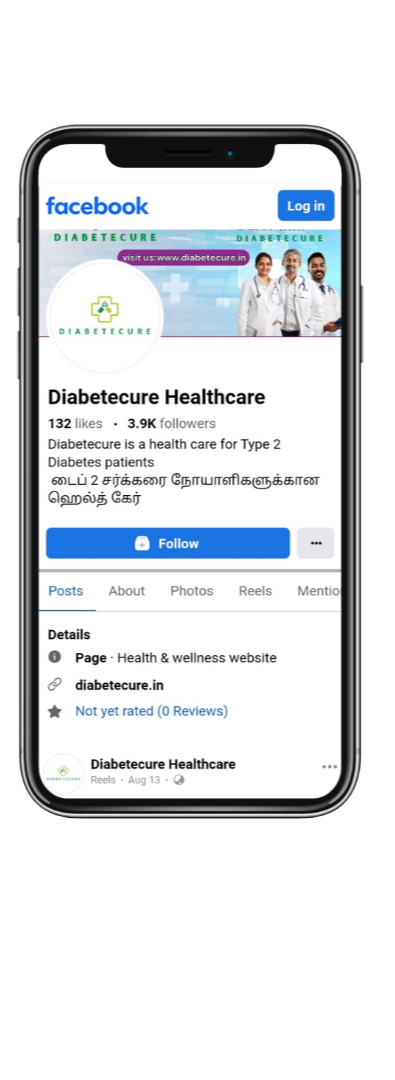 facebook
Log in
DIABETECURE
DIABETECURE
visit us:www.diabetecure.in
DIABETECURE
Diabetecure Healthcare
132 likes · 3.9K followers
Diabetecure is a health care for Type 2
Diabetes patients
டைப் 2 சர்க்கரை நோயாளிகளுக்கான
ஹெல்த் கேர்
Follow
Posts About Photos Reels Mentio
Details
Page · Health & wellness website
diabetecure.in
Not yet rated (0 Reviews)
Diabetecure Healthcare
Reels · Aug 13 ·